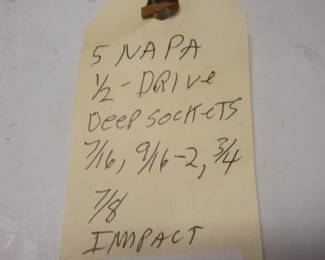 5 NAPA
1/2 - DRIVE
DEEP SOCKETS
7/16, 9/16-2, 3/4
7/8
IMPACT